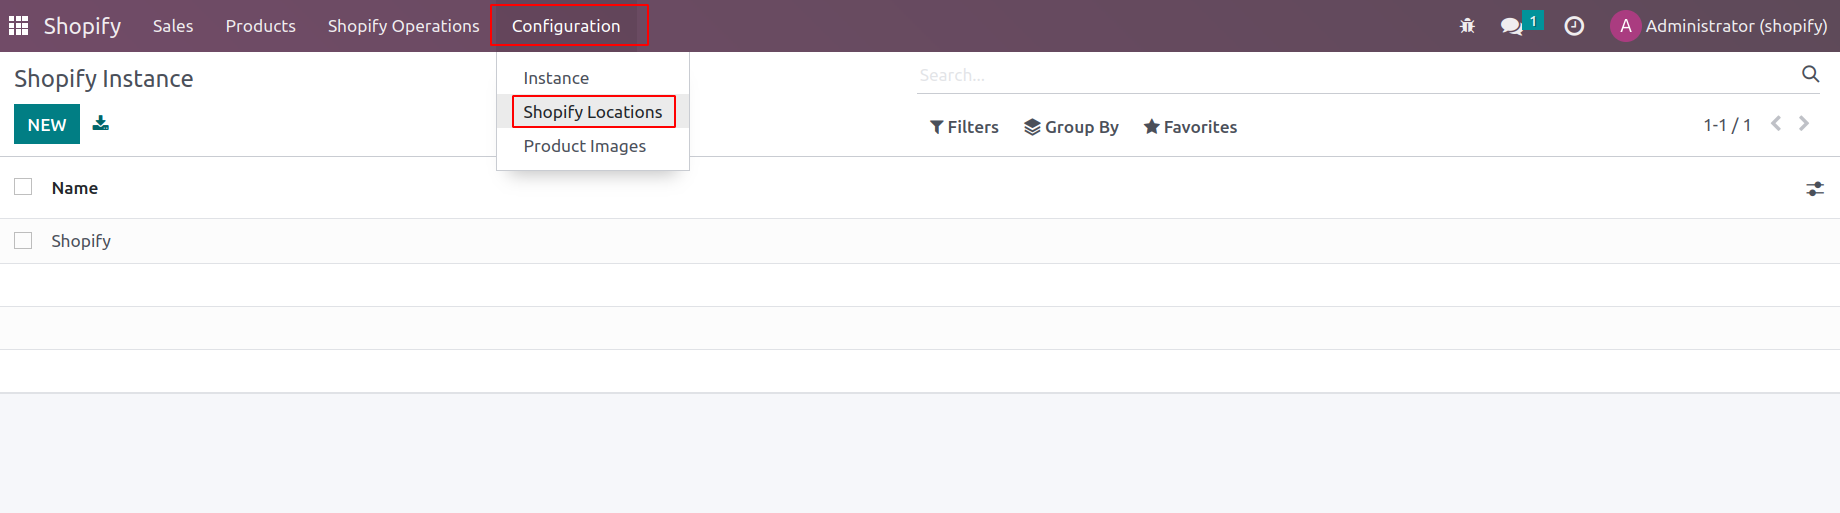 Shopify Sales Products Shopify Operations Configuration 1 A Administrator (shopify)
Shopify Instance
Instance
Search...
NEW
Shopify Locations
Filters Group By Favorites 1-1 / 1
Product Images
Name
Shopify